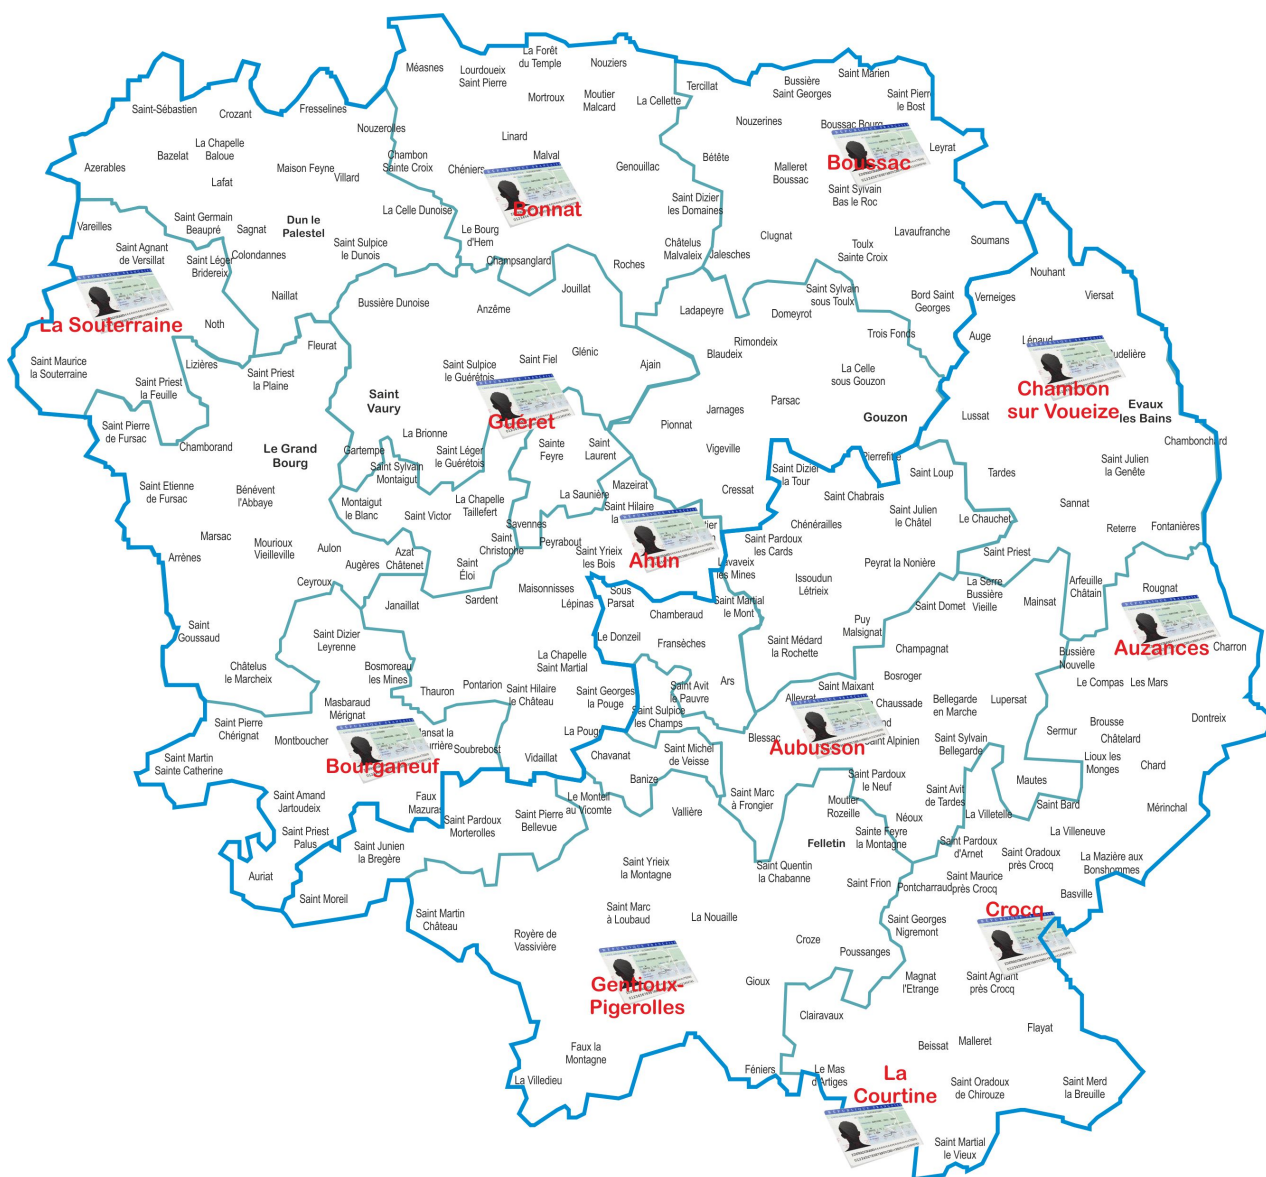 La Forêt
du Temple
Méasnes
Lourdoueix
Saint Pierre
Nouziers
Mortroux
Moutier
Malcard
La Cellette
Tercillat
Bussière
Saint Georges
Saint Marien
Saint Pierre
le Bost
Saint-Sébastien
Crozant
Fresselines
Nouzerolles
Linard
Nouzerines
Boussac Bourg
Leyrat
La Chapelle
Baloue
Bazelat
Azerables
Maison Feyne
Villard
Lafat
Chambon
Sainte Croix
Chéniers
Malval
Genouillac
Bétête
Malleret
Boussac
Boussac
Saint Sylvain
Bas le Roc
Bonnat
Saint Dizier
les Domaines
La Celle Dunoise
Vareilles
Saint Germain
Beaupré
Sagnat
Dun le
Palestel
Le Bourg
d'Hem
Clugnat
Lavaufranche
Soumans
Saint Agnant
de Versillat
Saint Léger
Bridereix
Colondannes
Saint Sulpice
le Dunois
Champsanglard
Roches
Châtelus
Malvaleix
Jalesches
Toulx
Sainte Croix
Nouhant
Naillat
Bussière Dunoise
Anzême
Jouillat
Saint Sylvain
sous Toulx
Bord Saint
Georges
Verneiges
Viersat
La Souterraine
Noth
Ladapeyre
Domeyrot
Trois Fonds
Auge
Lépaud
Fleurat
Rimondeix
Blaudeix
Saint Maurice
la Souterraine
Lizières
Saint Priest
la Feuille
Saint Priest
la Plaine
Saint Sulpice
le Guérétois
Saint Fiel
Glénic
Ajain
La Celle
sous Gouzon
Saint
Vaury
Chambon
sur Voueize
Evaux
les Bains
Parsac
Jarnages
Gouzon
Lussat
Guéret
Pionnat
Saint Pierre
de Fursac
Chamborand
Le Grand
Bourg
La Brionne
Gartempe
Saint Léger
le Guérétois
Sainte
Feyre
Saint
Laurent
Vigeville
Pierrefitte
Chambonchard
Saint Julien
la Genête
Saint Sylvain
Montaigut
Saint Dizier
la Tour
Saint Loup
Tardes
Saint Etienne
de Fursac
Bénévent
l'Abbaye
Montaigut
le Blanc
Saint Victor
La Chapelle
Taillefert
La Saunière
Mazeirat
Cressat
Saint Chabrais
Sannat
Saint Hilaire
Savennes
Chénérailles
Saint Julien
le Châtel
Le Chauchet
Reterre
Fontanières
Marsac
Mourioux
Vieilleville
Arrènes
Aulon
Augères
Azat
Châtenet
Saint
Christophe
Peyrabout
Saint Yrieix
les Bois
Ahun
Saint Pardoux
les Cards
Saint Priest
Ceyroux
Saint
Éloi
Lavaveix
les Mines
Peyrat la Nonière
Issoudun
Létrieix
La Serre
Bussière
Vieille
Mainsat
Arfeuille
Châtain
Rougnat
Maisonnisses
Sardent
Lépinas
Janaillat
Sous
Parsat
Saint Martial
le Mont
Chamberaud
Saint Domet
Saint
Goussaud
Saint Dizier
Leyrenne
Le Donzeil
Fransèches
Saint Médard
la Rochette
Puy
Malsignat
Champagnat
Auzances
Charron
Bussière
Nouvelle
La Chapelle
Saint Martial
Châtelus
le Marcheix
Bosmoreau
les Mines
Thauron
Pontarion
Saint Hilaire
le Château
Saint Georges
la Pouge
Saint Avit
le Pauvre
Ars
Saint Maixant
Bosroger
Le Compas
Les Mars
Lupersat
Masbaraud
Mérignat
Saint Sulpice
les Champs
Bellegarde
en Marche
Dontreix
Saint Pierre
Chérignat
Montboucher
Blessac
Aubusson
Saint Alpinien
Saint Sylvain
Bellegarde
Sermur
Brousse
Châtelard
Lioux les
Monges
Chard
Bourganeuf
Soubrebost
Vidaillat
Chavanat
Saint Michel
de Veisse
Banize
Saint Martin
Sainte Catherine
Saint Pardoux
le Neuf
Mautes
Saint Amand
Jartoudeix
Faux
Mazuras
Le Monteil
au Vicomte
Saint Marc
à Frongier
Moutier
Rozeille
Saint Avit
de Tardes
Saint Bard
Mérinchal
Saint Pardoux
Morterolles
Saint Pierre
Bellevue
Vallière
Néoux
La Villetelle
Saint Priest
Palus
Saint Junien
la Bregère
Felletin
Sainte Feyre
la Montagne
Saint Pardoux
d'Arnet
La Villeneuve
Saint Oradoux
près Crocq
La Mazière aux
Bonshommes
Auriat
Saint Yrieix
la Montagne
Saint Quentin
la Chabanne
Saint Frion
Pontcharraud
Saint Maurice
près Crocq
Basville
Saint Moreil
Saint Martin
Château
Saint Marc
à Loubaud
La Nouaille
Saint Georges
Nigremont
Crocq
Royère de
Vassivière
Croze
Poussanges
Gentioux-
Pigerolles
Gioux
Magnat
l'Etrange
Saint Agnant
près Crocq
Clairavaux
Flayat
Malleret
Beissat
Faux la
Montagne
La Villedieu
Féniers
Le Mas
d'Artiges
La
Courtine
Saint Oradoux
de Chirouze
Saint Merd
la Breuille
Saint Martial
le Vieux